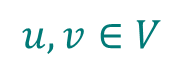 u, v ∈ V